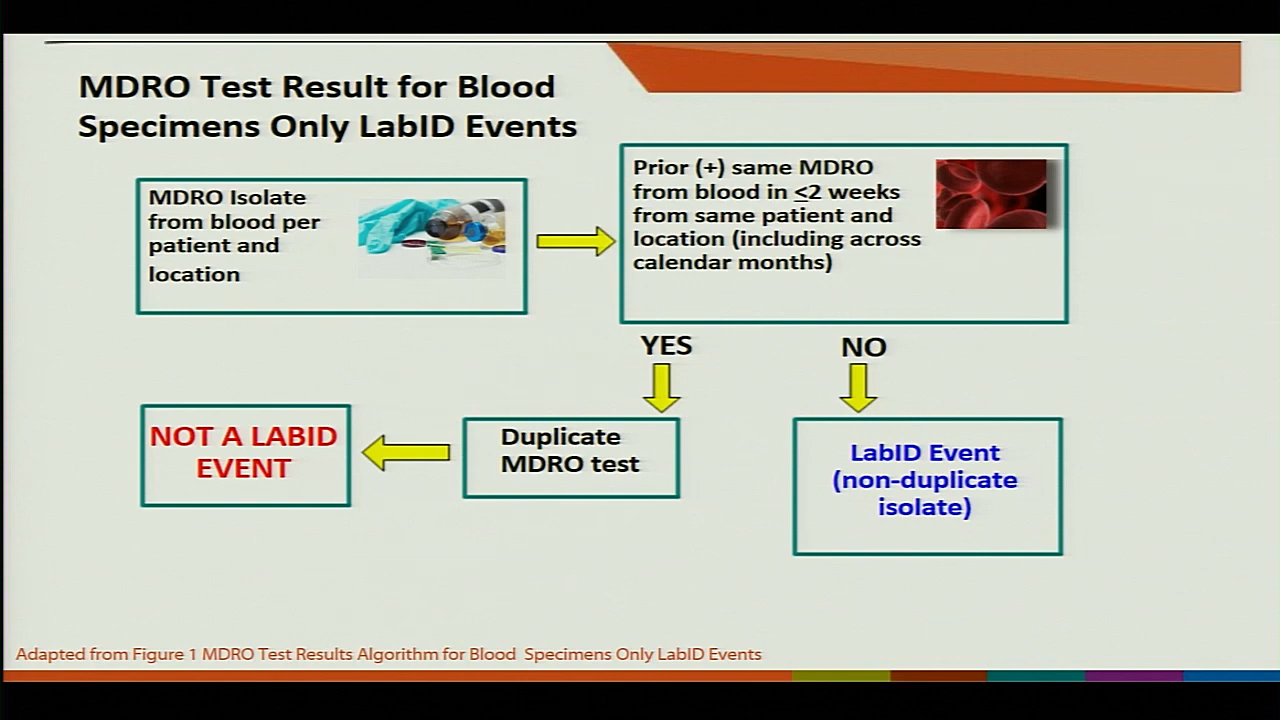 MDRO Test Result for Blood
Specimens Only LabID Events
MDRO Isolate
from blood per
patient and
location
Prior (+) same MDRO
from blood in <2 weeks
from same patient and
location (including across
calendar months)
YES
NO
NOT A LABID
EVENT
Duplicate
MDRO test
LabID Event
(non-duplicate
isolate)
Adapted from Figure 1 MDRO Test Results Algorithm for Blood Specimens Only LabID Events